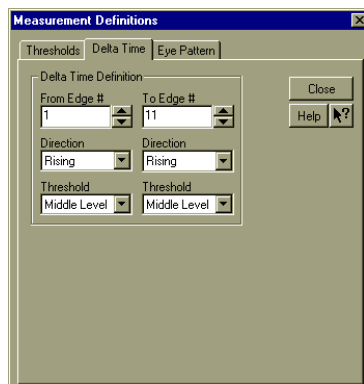 Measurement Definitions
Thresholds Delta Time Eye Pattern
Delta Time Definition
From Edge # To Edge #
1 11
Direction Direction
Rising Rising
Threshold Threshold
Middle Level Middle Level
Close
Help ?